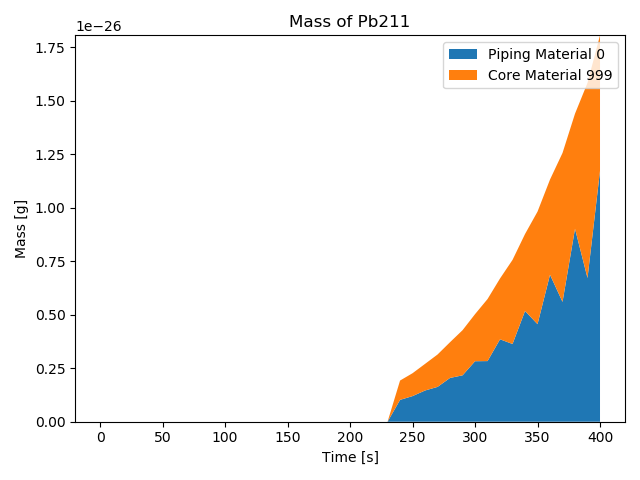 Mass of Pb211
1e−26
Piping Material 0
Core Material 999
Mass [g]
1.75
1.50
1.25
1.00
0.75
0.50
0.25
0.00
0 50 100 150 200 250 300 350 400
Time [s]